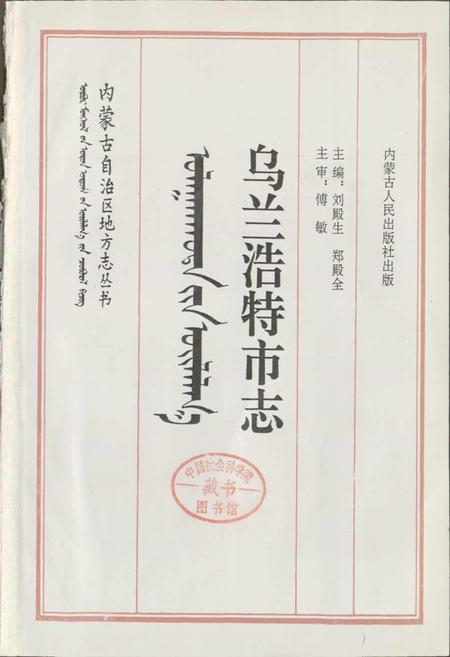 内蒙古自治区地方志丛书
乌兰浩特市志
主编：刘殿生 郑殿全
主审：傅敏
内蒙古人民出版社出版
中国社会科学院
藏书
图书馆